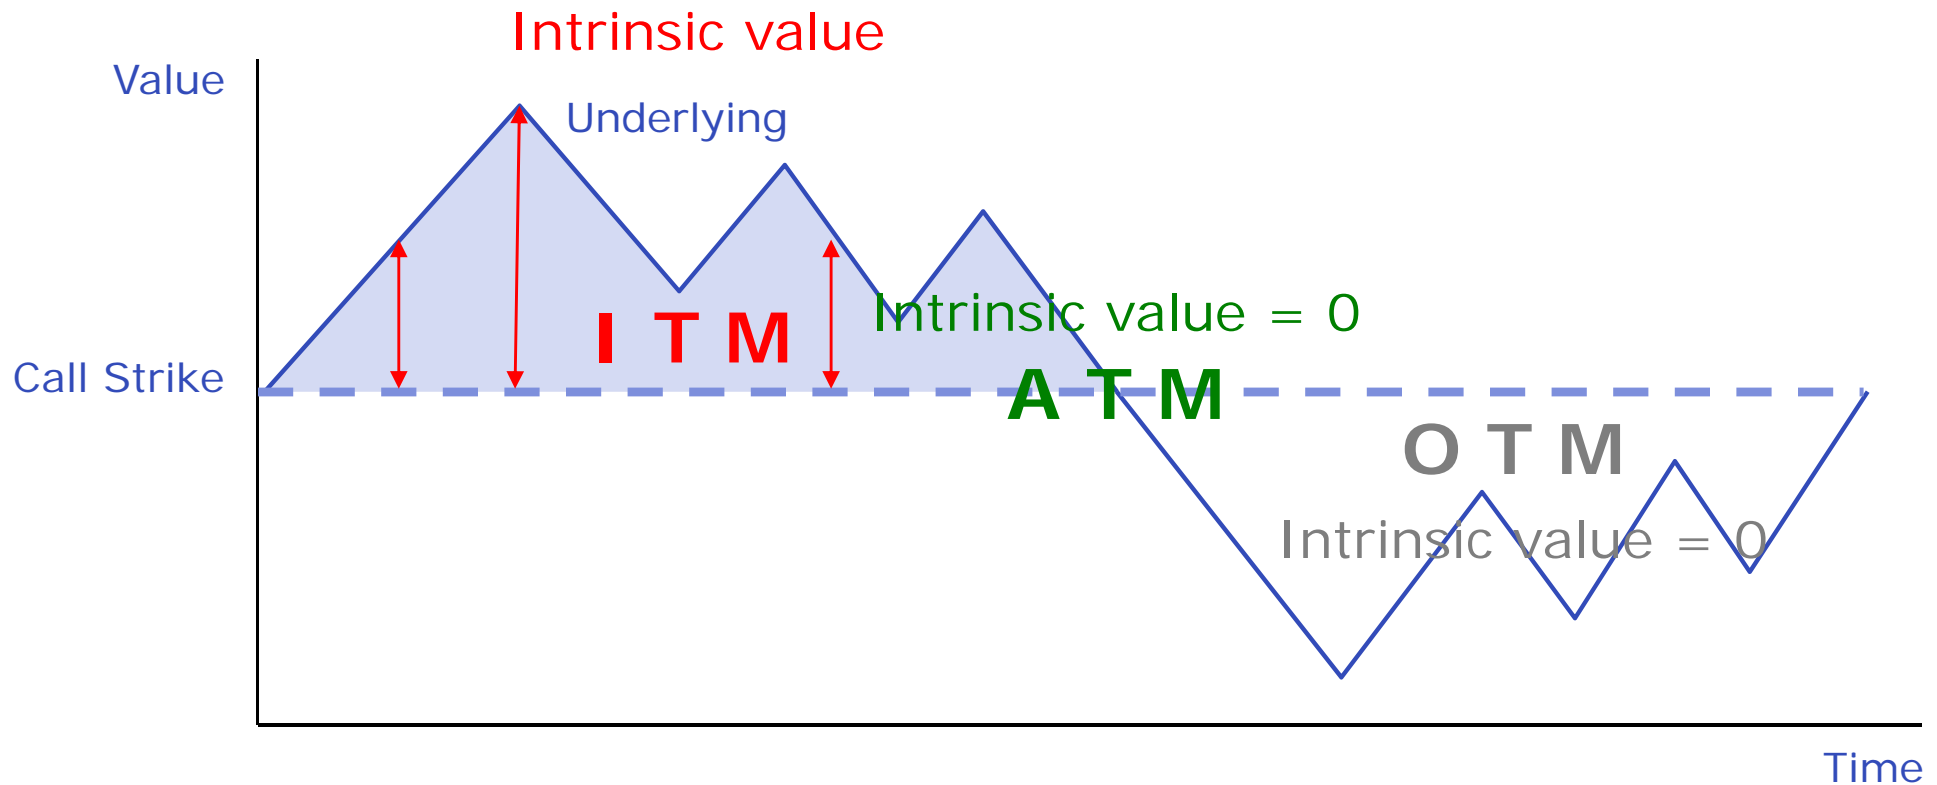 Intrinsic value
Value
Underlying
Intrinsic value = 0
I T M
Call Strike
A T M
O T M
Intrinsic value = 0
Time